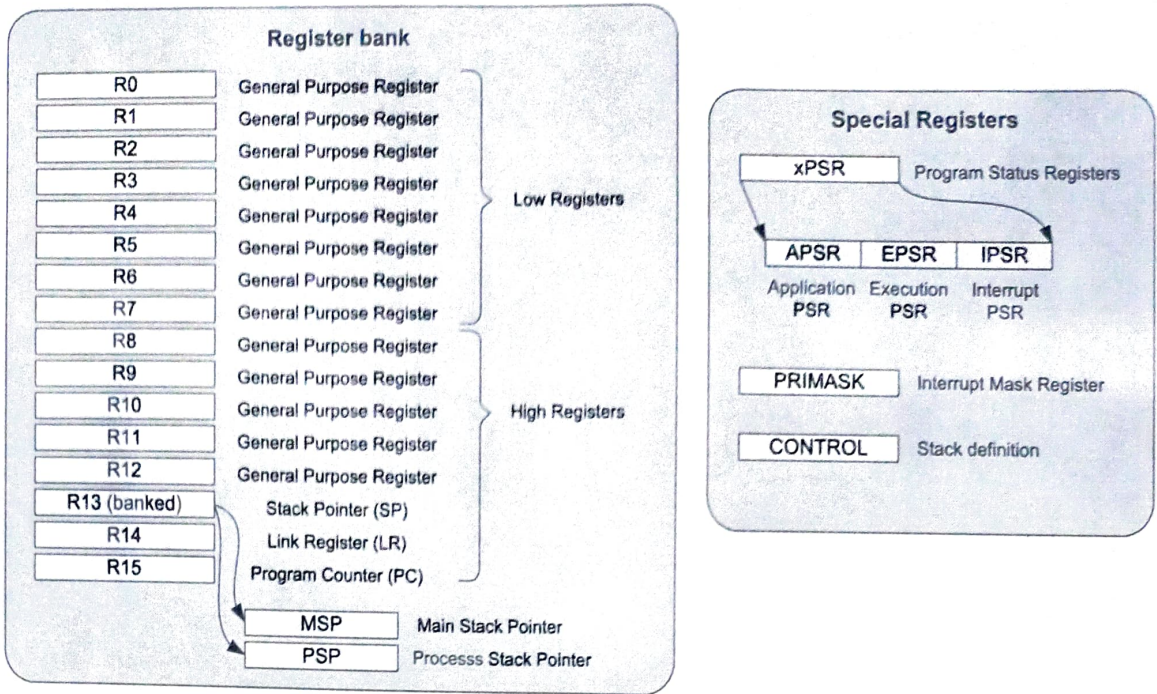 Register bank
R0 General Purpose Register
R1 General Purpose Register
R2 General Purpose Register
R3 General Purpose Register
R4 General Purpose Register
R5 General Purpose Register
R6 General Purpose Register
R7 General Purpose Register
Low Registers
R8 General Purpose Register
R9 General Purpose Register
R10 General Purpose Register
R11 General Purpose Register
R12 General Purpose Register
R13 (banked) Stack Pointer (SP)
R14 Link Register (LR)
R15 Program Counter (PC)
High Registers
MSP Main Stack Pointer
PSP Processs Stack Pointer
Special Registers
xPSR Program Status Registers
APSR EPSR IPSR
Application Execution Interrupt
PSR PSR PSR
PRIMASK Interrupt Mask Register
CONTROL Stack definition